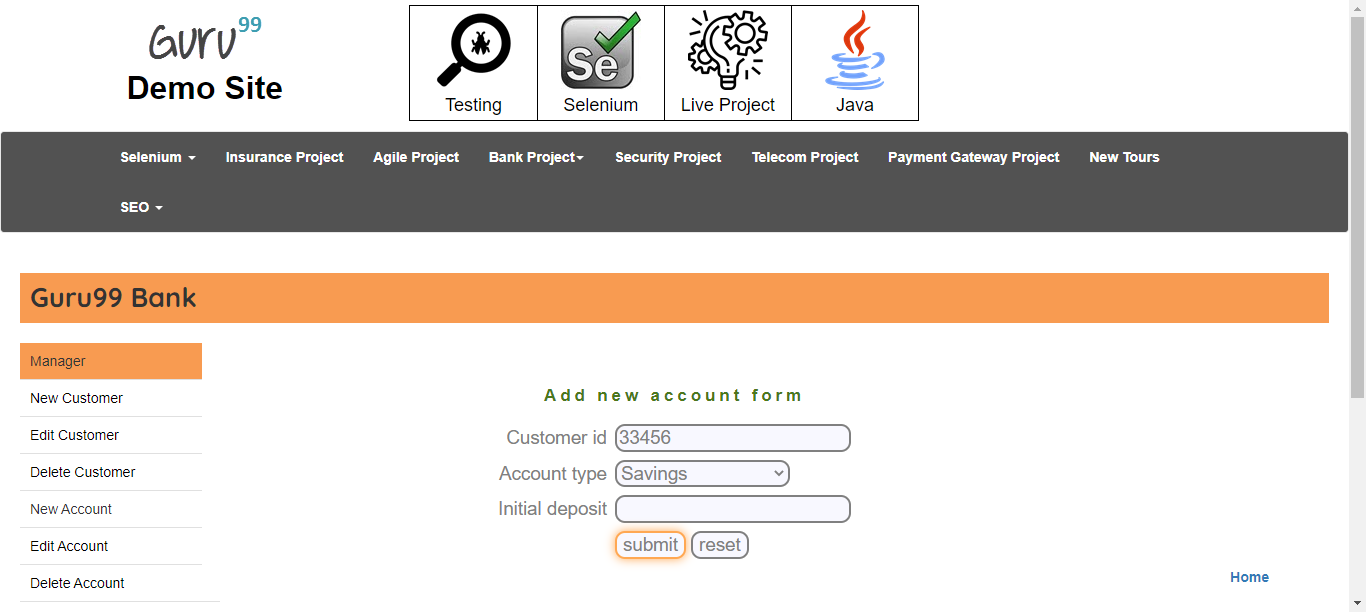 Guru99
Demo Site
Testing
Se
Selenium
Live Project
Java
Selenium Insurance Project Agile Project Bank Project Security Project Telecom Project Payment Gateway Project New Tours
SEO
Guru99 Bank
Manager
New Customer
Edit Customer
Delete Customer
New Account
Edit Account
Delete Account
Add new account form
Customer id 33456
Account type Savings
Initial deposit
submit reset
Home